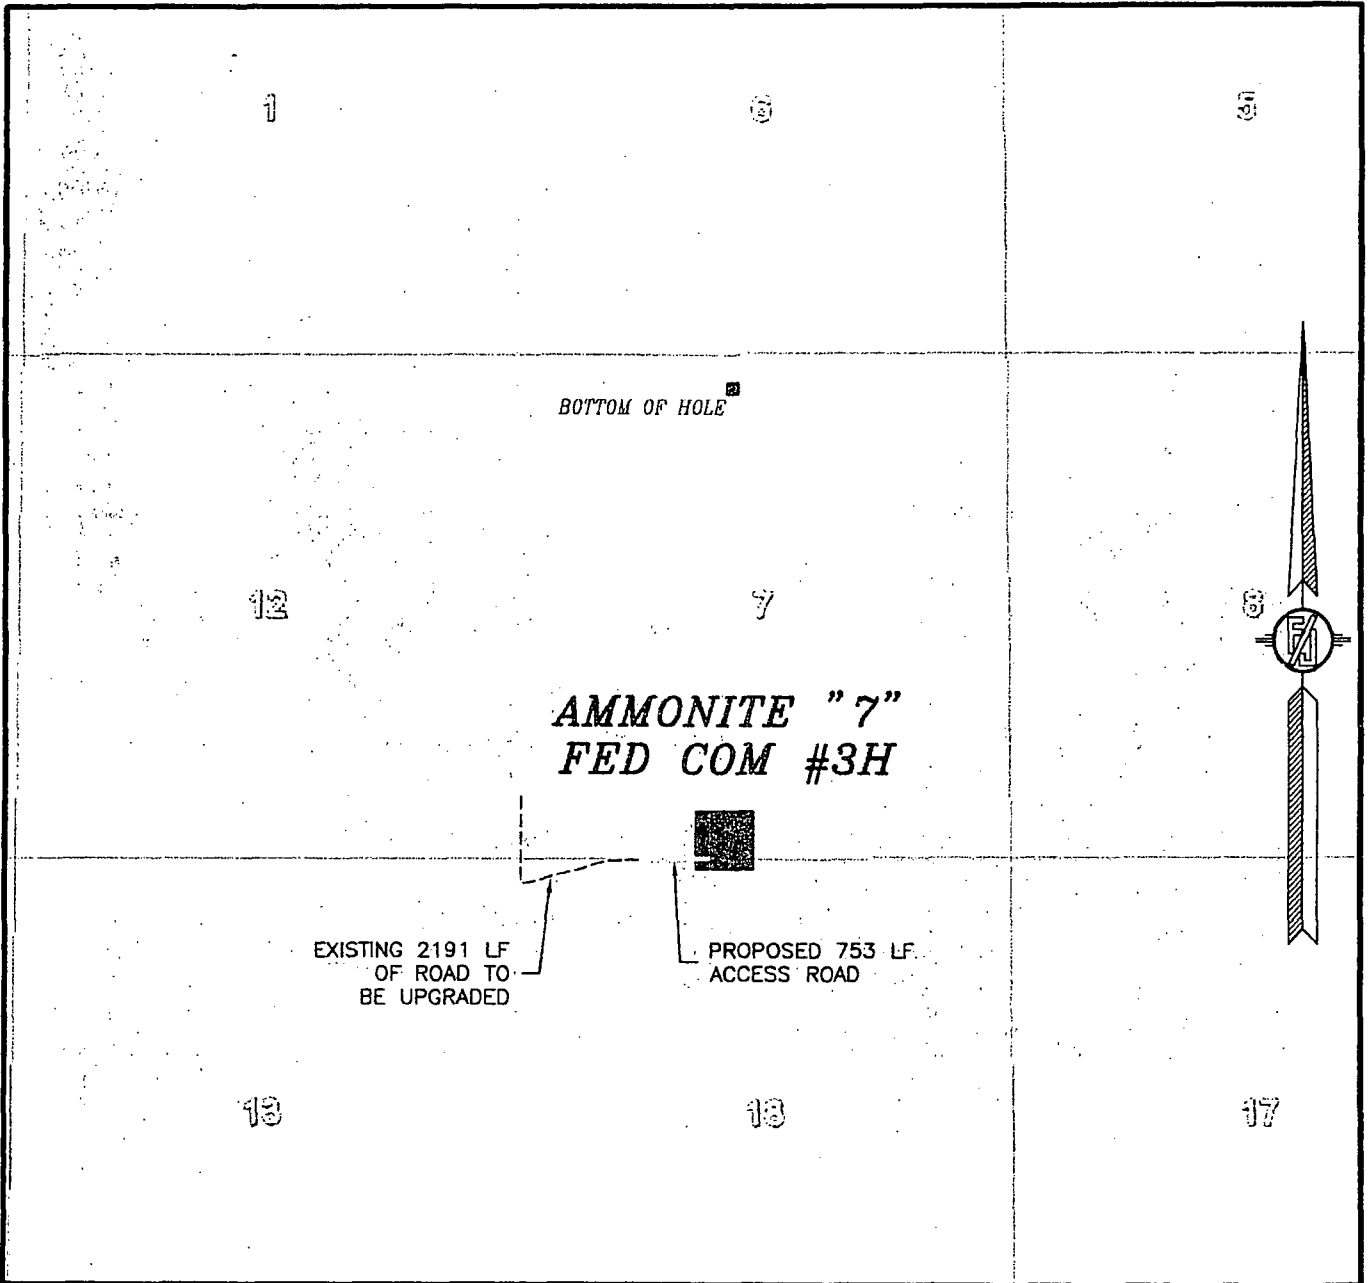 1
6
5
BOTTOM OF HOLE
12
7
8
AMMONITE "7"
FED COM #3H
EXISTING 2191 LF
OF ROAD TO
BE UPGRADED
PROPOSED 753 LF
ACCESS ROAD
13
18
17